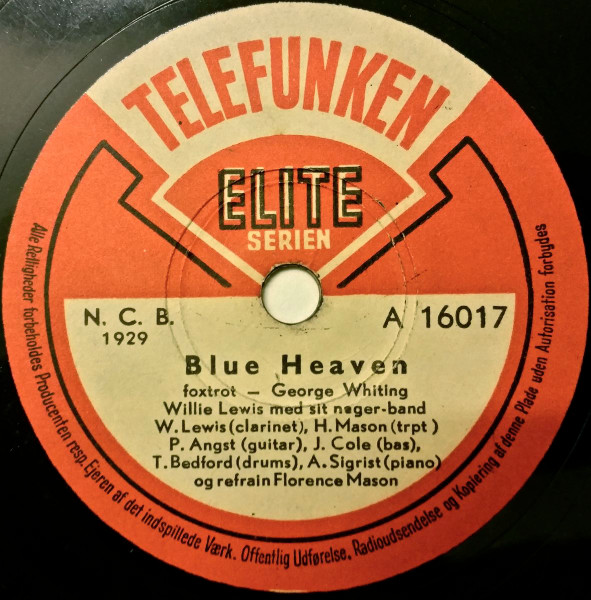 TELEFUNKEN
ELITE
SERIEN
N. C. B.
1929
A 16017
Blue Heaven
foxtrot — George Whiting
Willie Lewis med sit neger-band
W. Lewis (clarinet), H. Mason (trpt )
P. Angst (guitar), J. Cole (bas),
T. Bedford (drums), A. Sigrist (piano)
og refrain Florence Mason
Alle Rettigheder forbeholdes Producenten resp. Ejeren af det indspillede Værk. Offentlig Udførelse, Radioudsendelse og Kopiering af denne Plade uden Autorisation forbydes